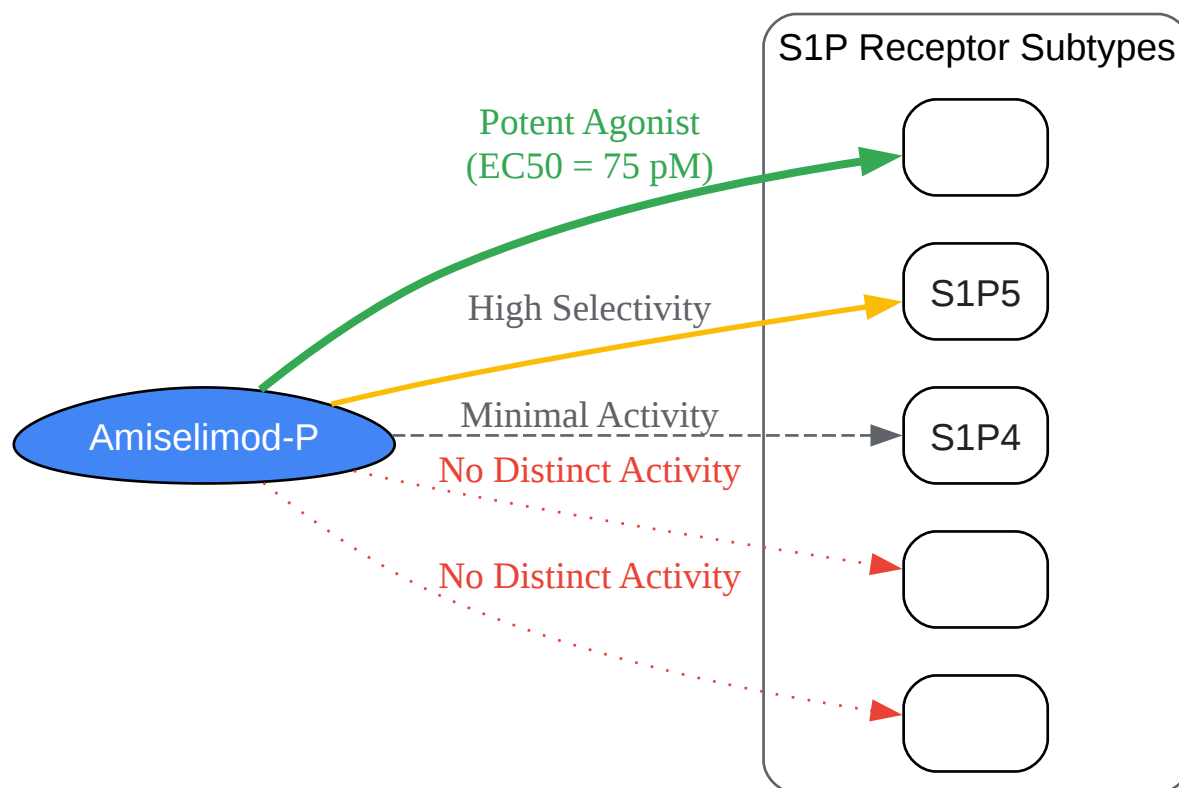 S1P Receptor Subtypes
Potent Agonist
(EC50 = 75 pM)
High Selectivity
S1P5
Amiselimod-P
Minimal Activity
S1P4
No Distinct Activity
No Distinct Activity